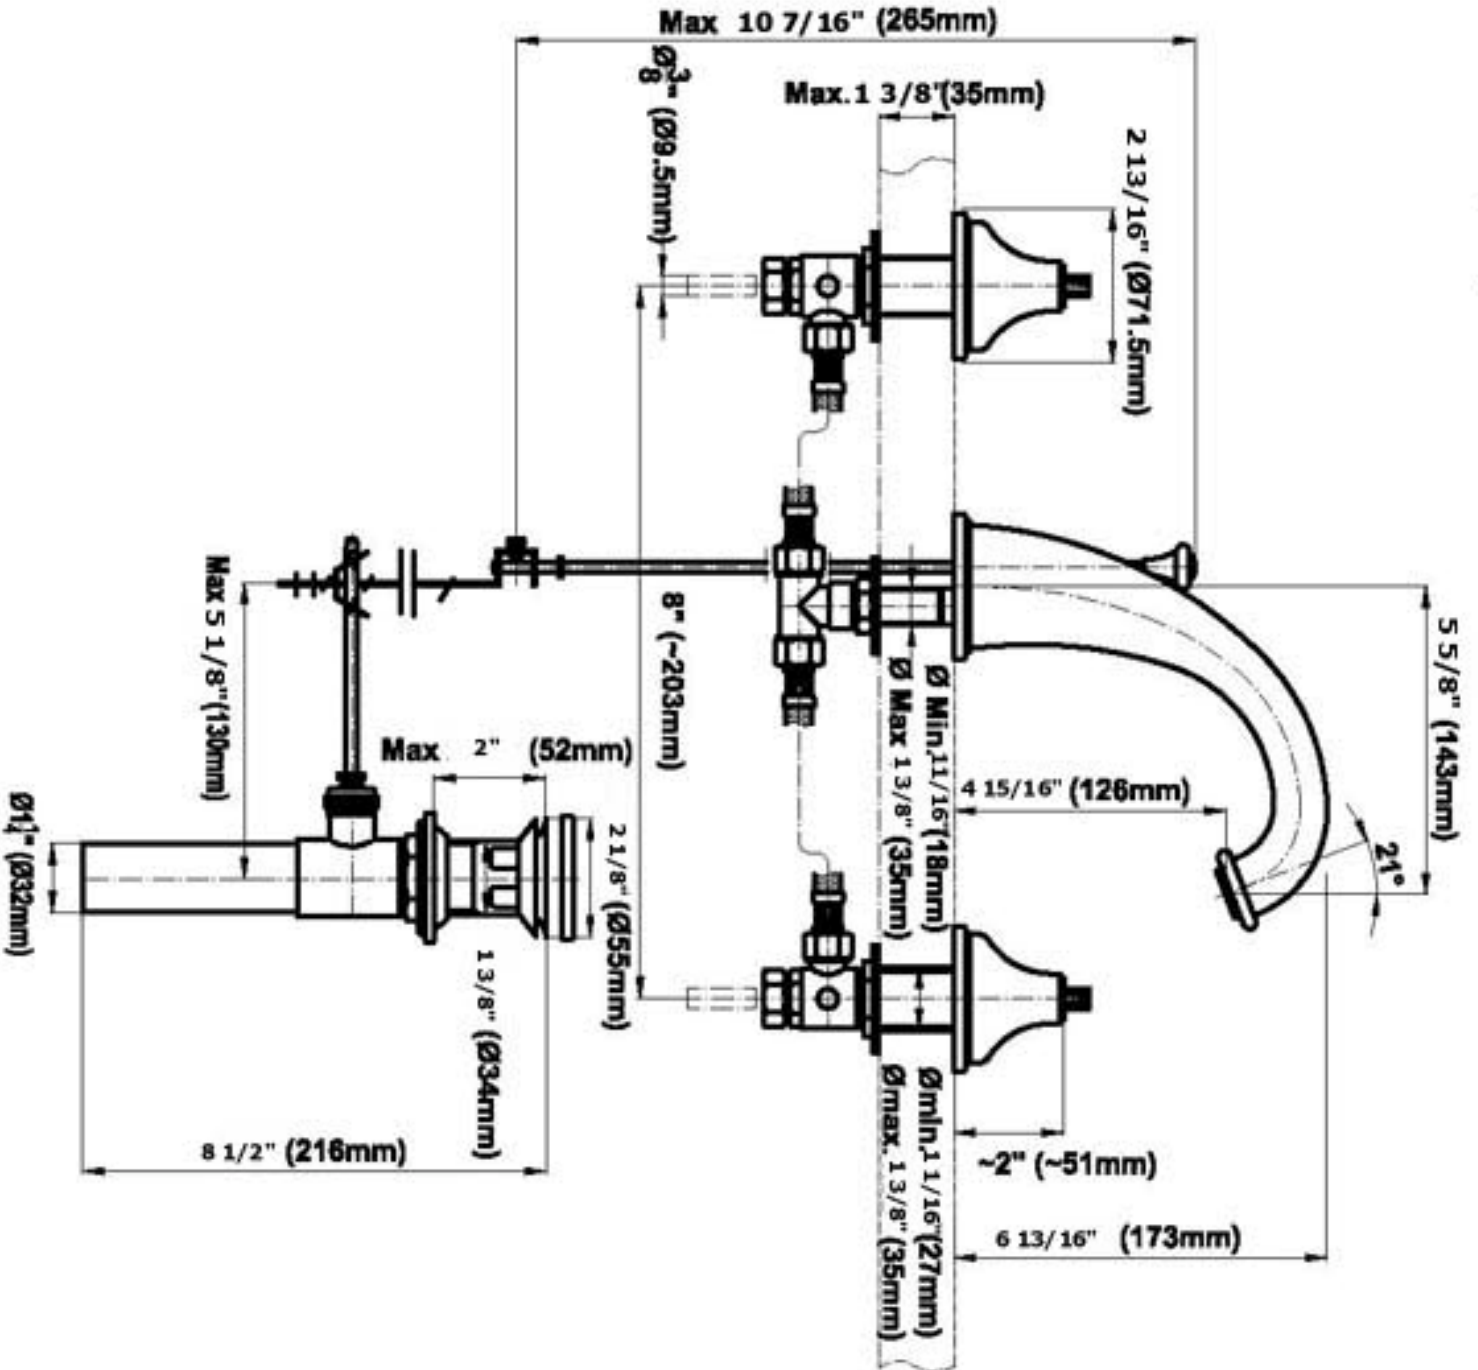 Max 10 7/16" (265mm)
Ø3/8" (Ø9.5mm)
Max.1 3/8"(35mm)
2 13/16" (Ø71.5mm)
5 5/8" (143mm)
8" (~203mm)
Max 5 1/8"(130mm)
Max 2" (52mm)
Ø Min.11/16"(18mm)
Ø Max 1 3/8" (35mm)
4 15/16" (126mm)
21°
Ø1¼" (Ø32mm)
2 1/8" (Ø55mm)
1 3/8" (Ø34mm)
8 1/2" (216mm)
Ømin.1 1/16"(27mm)
Ømax. 1 3/8" (35mm)
~2" (~51mm)
6 13/16" (173mm)